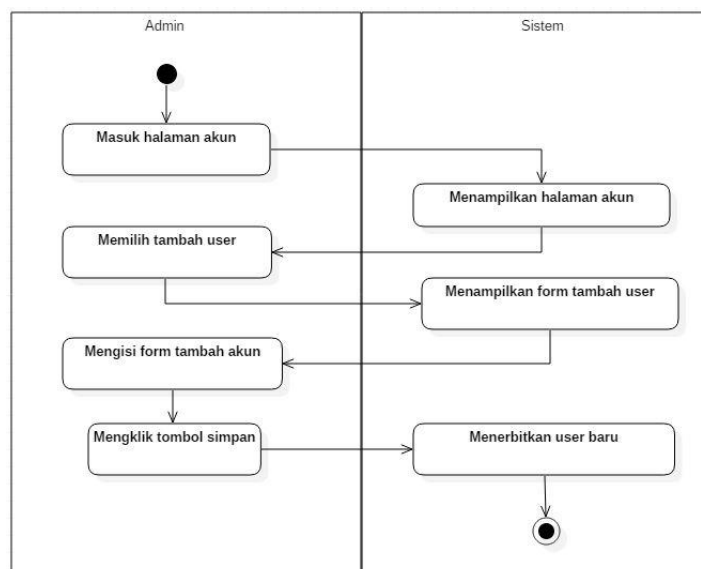 Admin
Sistem
Masuk halaman akun
Menampilkan halaman akun
Memilih tambah user
Menampilkan form tambah user
Mengisi form tambah akun
Mengklik tombol simpan
Menerbitkan user baru